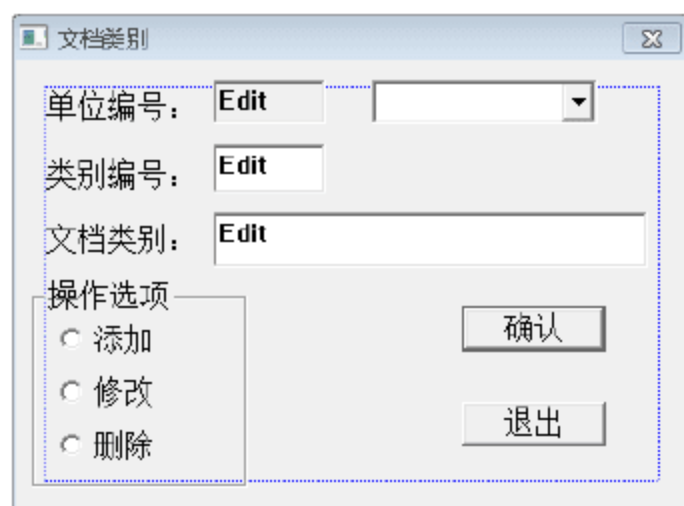 文档类别
单位编号： Edit
类别编号： Edit
文档类别： Edit
操作选项
添加
修改
删除
确认
退出